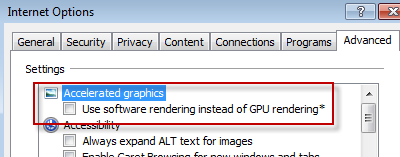 Internet Options
General Security Privacy Content Connections Programs Advanced
Settings
Accelerated graphics
Use software rendering instead of GPU rendering*
Accessibility
Always expand ALT text for images
Enable Caret Browsing for new windows and tabs